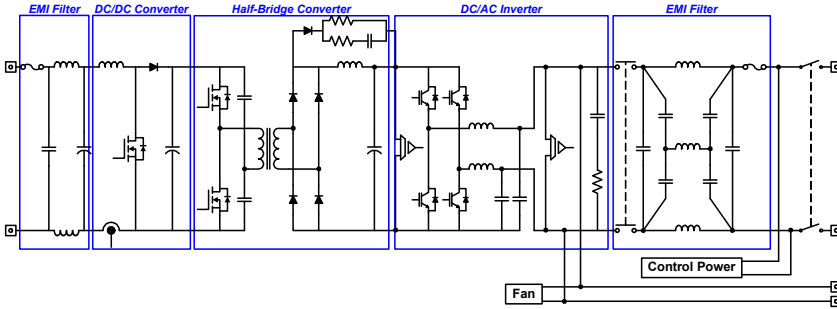 EMI Filter
DC/DC Converter
Half-Bridge Converter
DC/AC Inverter
EMI Filter
Control Power
Fan